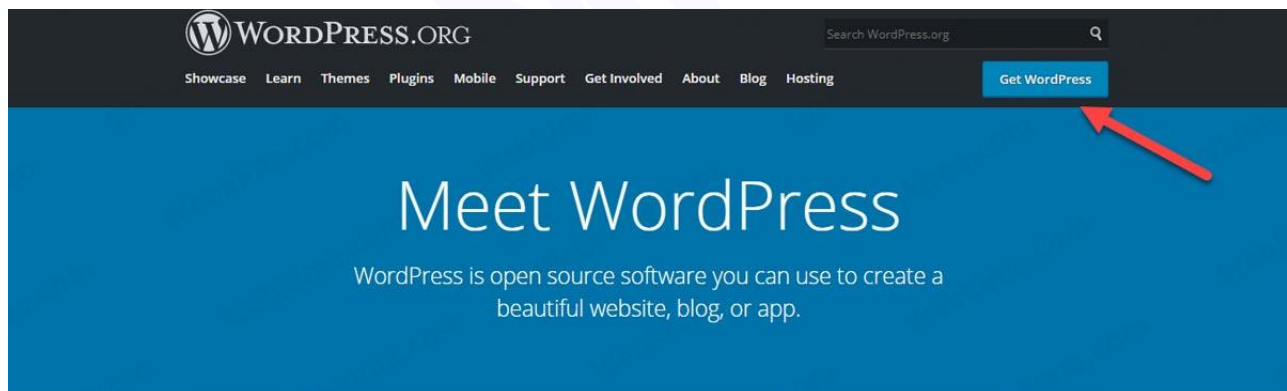 WORDPRESS.ORG
Search WordPress.org
Showcase Learn Themes Plugins Mobile Support Get Involved About Blog Hosting
Get WordPress
Meet WordPress
WordPress is open source software you can use to create a
beautiful website, blog, or app.